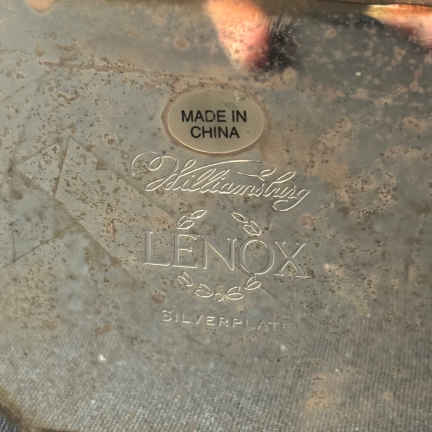 MADE IN
CHINA
Williamsburg
LENOX
SILVERPLATE